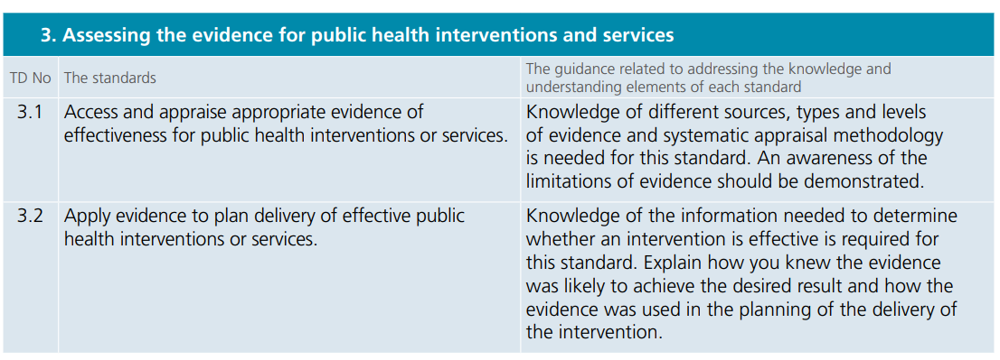 3. Assessing the evidence for public health interventions and services
TD No
The standards
The guidance related to addressing the knowledge and
understanding elements of each standard
3.1
Access and appraise appropriate evidence of
effectiveness for public health interventions or services.
Knowledge of different sources, types and levels
of evidence and systematic appraisal methodology
is needed for this standard. An awareness of the
limitations of evidence should be demonstrated.
3.2
Apply evidence to plan delivery of effective public
health interventions or services.
Knowledge of the information needed to determine
whether an intervention is effective is required for
this standard. Explain how you knew the evidence
was likely to achieve the desired result and how the
evidence was used in the planning of the delivery of
the intervention.